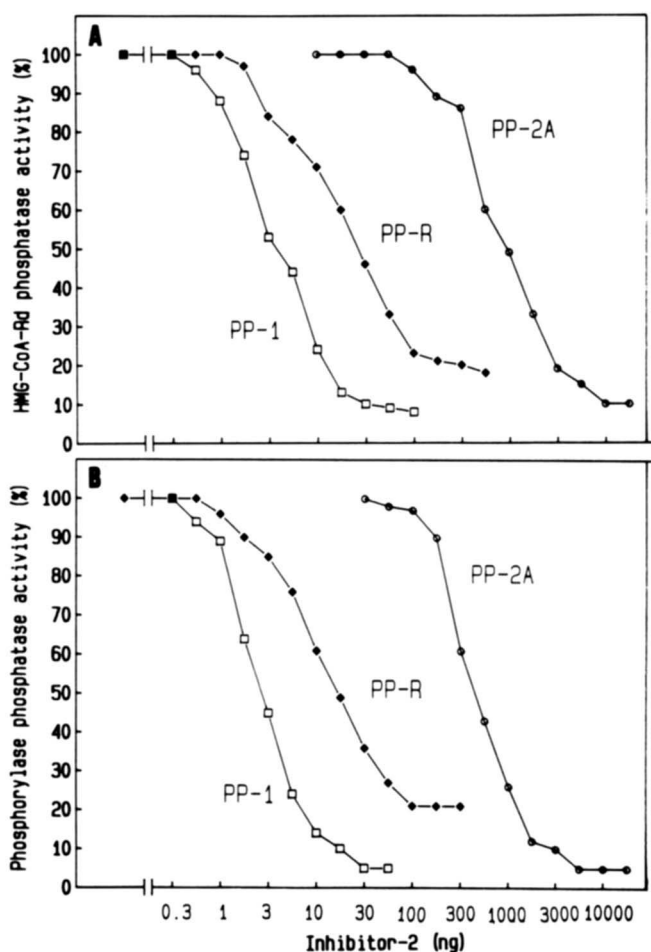 A
HMG-CoA-Rd phosphatase activity (%)
100
90
80
70
60
50
40
30
20
10
0
PP-2A
PP-R
PP-1
B
Phosphorylase phosphatase activity (%)
100
90
80
70
60
50
40
30
20
10
0
PP-2A
PP-R
PP-1
0.3 1 3 10 30 100 300 1000 3000 10000
Inhibitor-2 (ng)